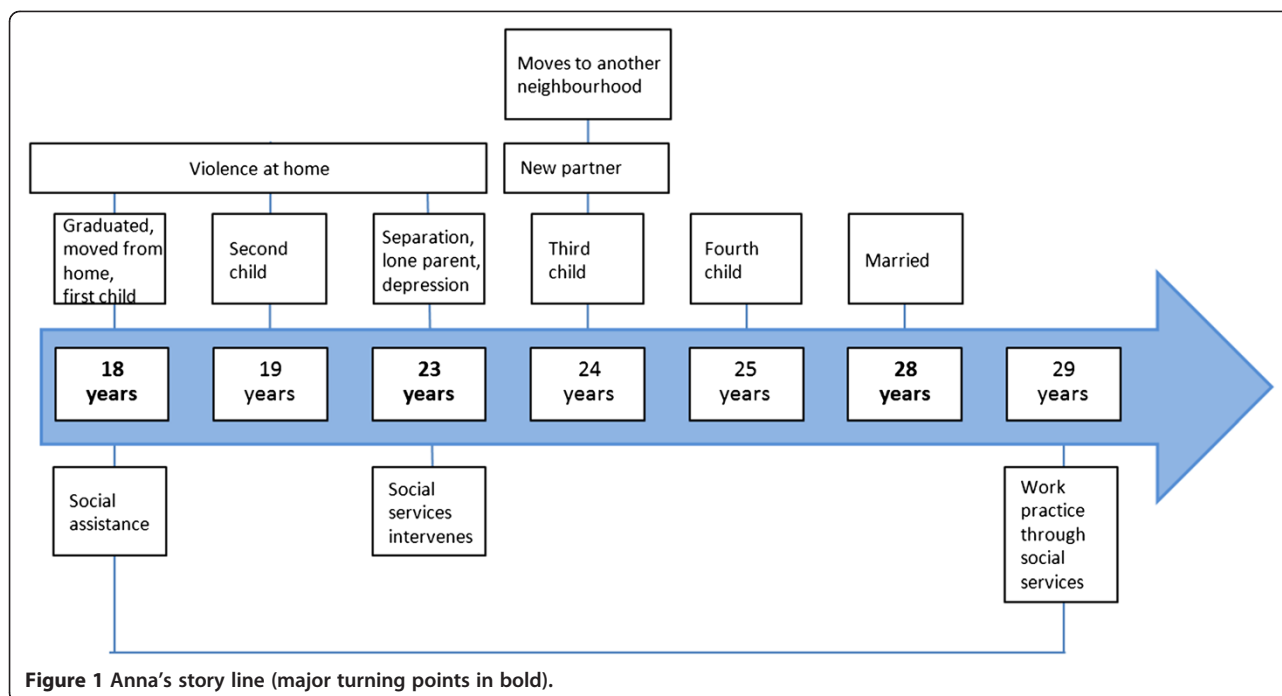 Moves to another
neighbourhood
Violence at home
New partner
Graduated,
moved from
home,
first child
Second
child
Separation,
lone parent,
depression
Third
child
Fourth
child
Married
18
years
19
years
23
years
24
years
25
years
28
years
29
years
Social
assistance
Social
services
intervenes
Work
practice
through
social
services
Figure 1 Anna's story line (major turning points in bold).